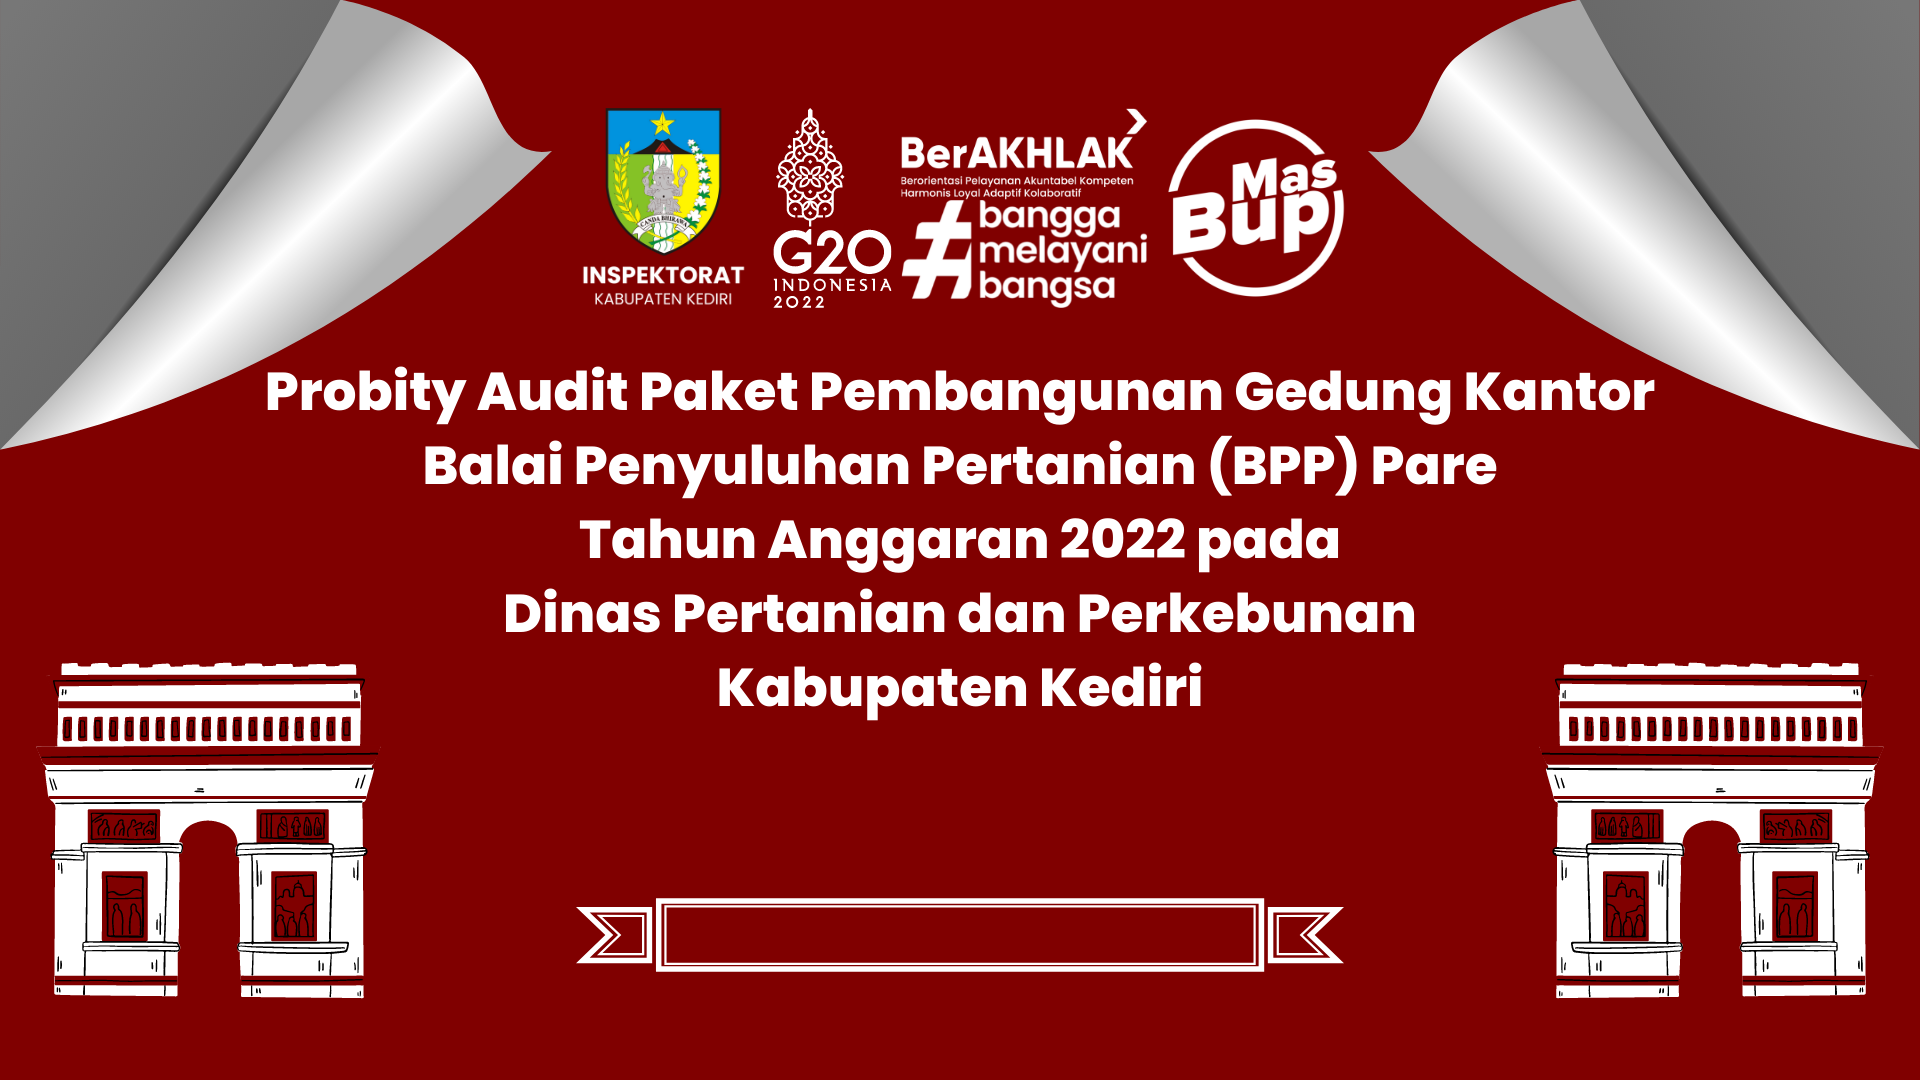 CANDA BHIRAWA
INSPEKTORAT
KABUPATEN KEDIRI
G20
INDONESIA
2022
BerAKHLAK
Berorientasi Pelayanan Akuntabel Kompeten
Harmonis Loyal Adaptif Kolaboratif
#bangga
melayani
bangsa
Mas
Bup
Probity Audit Paket Pembangunan Gedung Kantor
Balai Penyuluhan Pertanian (BPP) Pare
Tahun Anggaran 2022 pada
Dinas Pertanian dan Perkebunan
Kabupaten Kediri